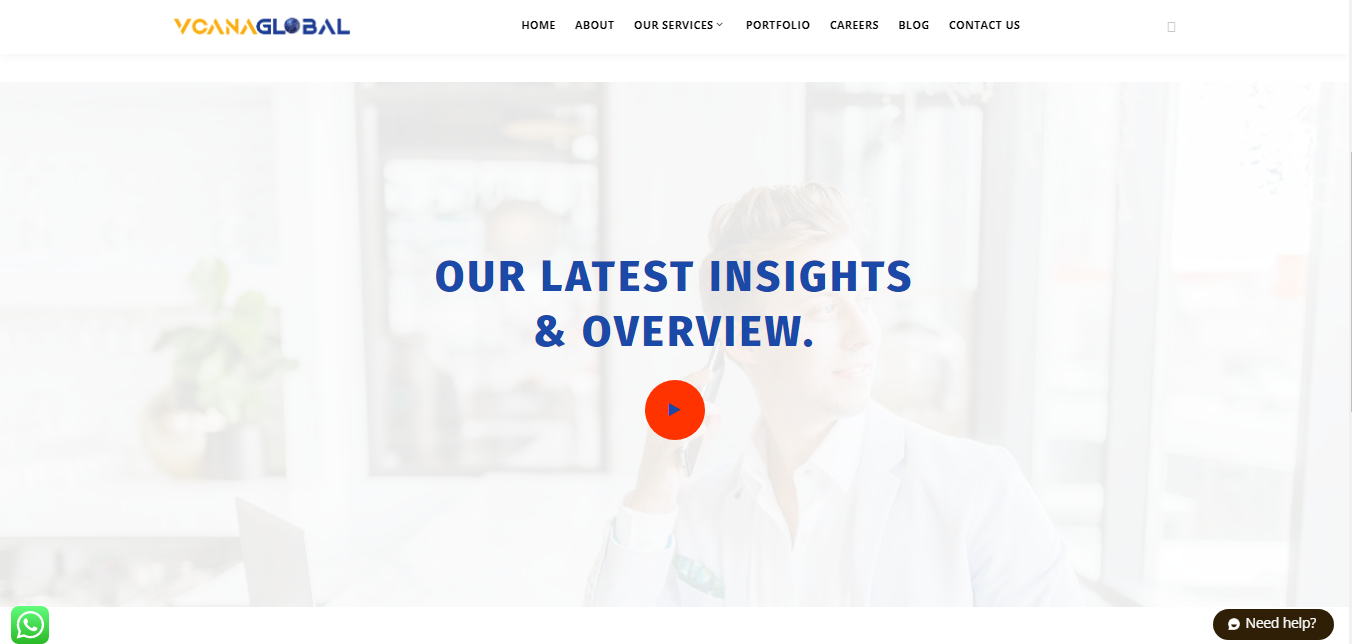 VCANAGLOBAL
HOME ABOUT OUR SERVICES PORTFOLIO CAREERS BLOG CONTACT US
OUR LATEST INSIGHTS
& OVERVIEW.
Need help?